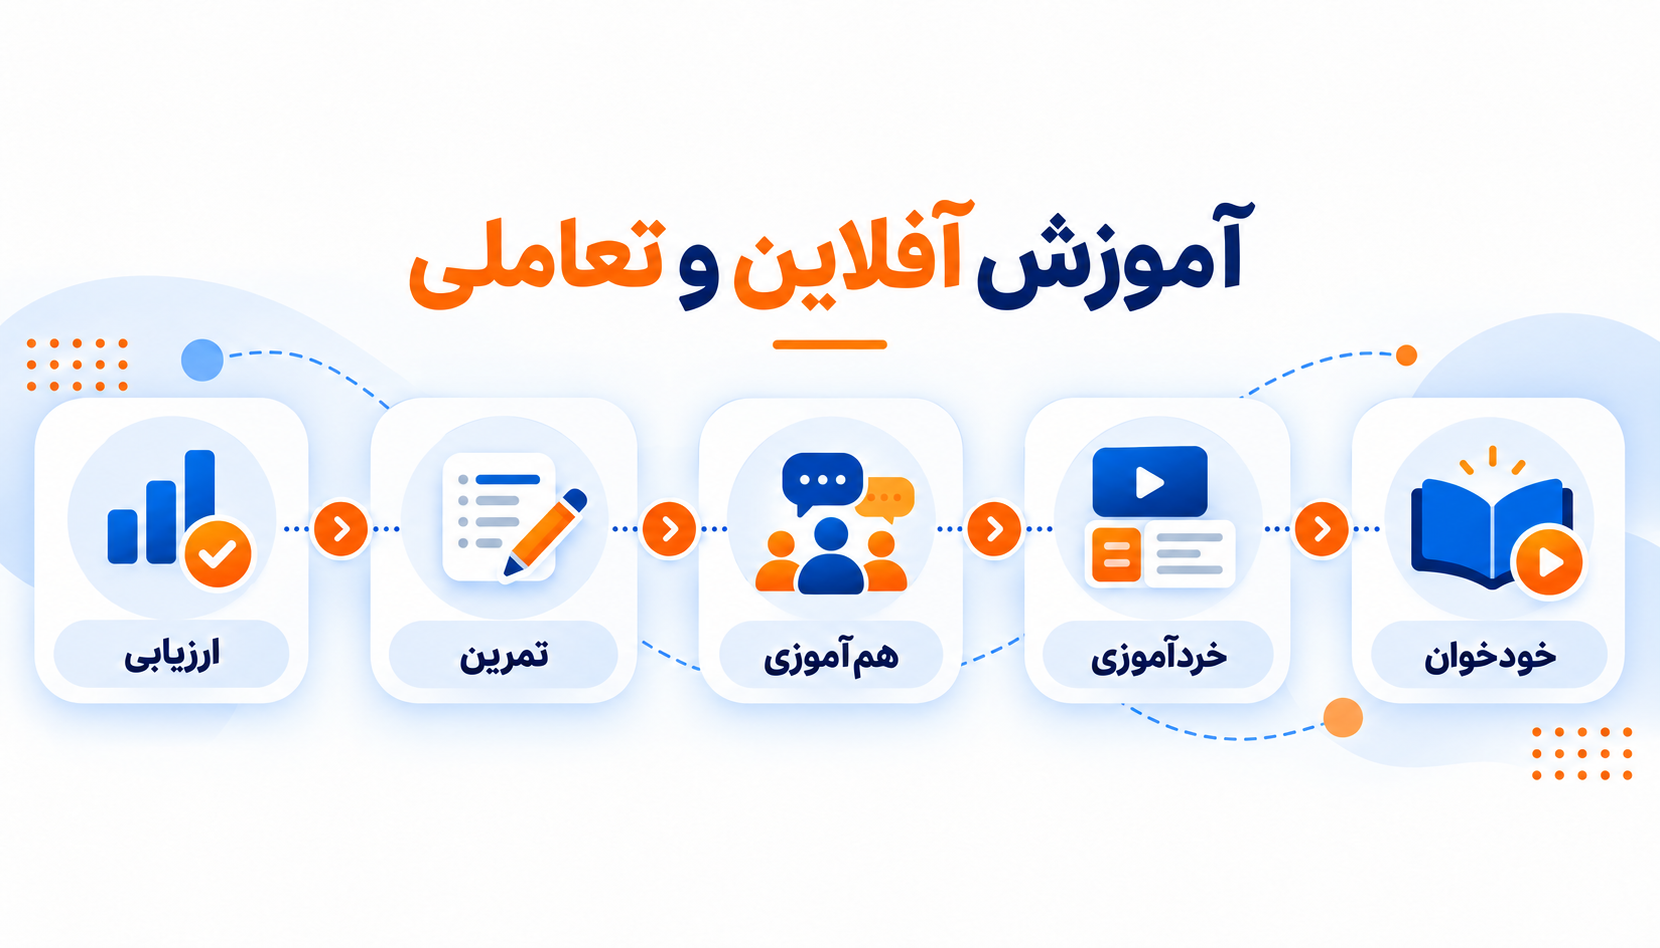 آموزش آفلاین و تعاملی
خودخوان
خردآموزی
هم‌آموزی
تمرین
ارزیابی